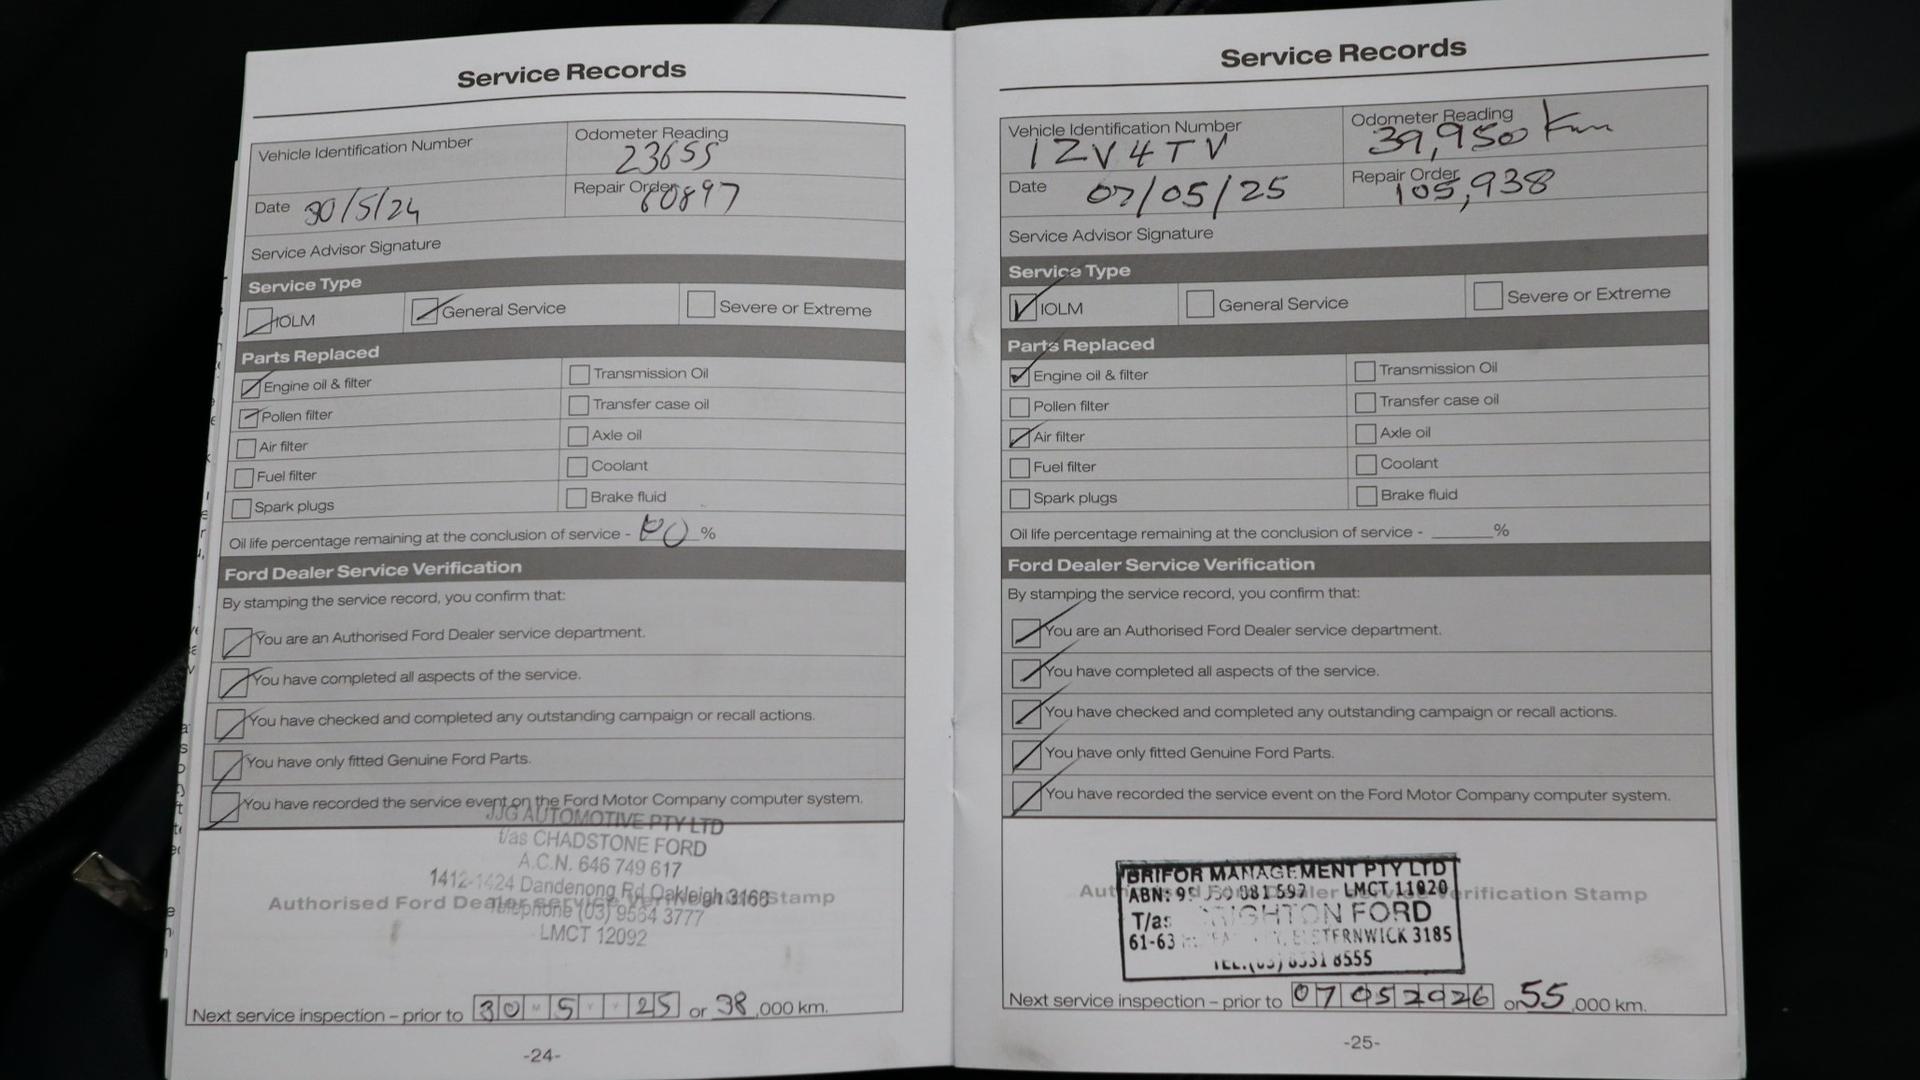 Service Records
Vehicle Identification Number
Odometer Reading
23655
Date 30/5/24
Repair Order 60897
Service Advisor Signature
Service Type
IOLM
General Service
Severe or Extreme
Parts Replaced
Engine oil & filter
Transmission Oil
Pollen filter
Transfer case oil
Air filter
Axle oil
Fuel filter
Coolant
Spark plugs
Brake fluid
Oil life percentage remaining at the conclusion of service - %
Ford Dealer Service Verification
By stamping the service record, you confirm that:
You are an Authorised Ford Dealer service department.
You have completed all aspects of the service.
You have checked and completed any outstanding campaign or recall actions.
You have only fitted Genuine Ford Parts.
You have recorded the service event on the Ford Motor Company computer system.
JJG AUTOMOTIVE PTY LTD
t/as CHADSTONE FORD
A.C.N. 646 749 617
1412-1424 Dandenong Rd Oakleigh 3166
Authorised Ford Dealer Service Verification Stamp
Telephone (03) 9564 3777
LMCT 12092
Next service inspection – prior to 30 5 25 or 38,000 km.
-24-
Service Records
Vehicle Identification Number
1ZV4TV
Odometer Reading
39,950 Km
Date 07/05/25
Repair Order 105,938
Service Advisor Signature
Service Type
IOLM
General Service
Severe or Extreme
Parts Replaced
Engine oil & filter
Transmission Oil
Pollen filter
Transfer case oil
Air filter
Axle oil
Fuel filter
Coolant
Spark plugs
Brake fluid
Oil life percentage remaining at the conclusion of service - ______%
Ford Dealer Service Verification
By stamping the service record, you confirm that:
You are an Authorised Ford Dealer service department.
You have completed all aspects of the service.
You have checked and completed any outstanding campaign or recall actions.
You have only fitted Genuine Ford Parts.
You have recorded the service event on the Ford Motor Company computer system.
BRIFOR MANAGEMENT PTY LTD
ABN: 081 597 LMCT 11020
Verification Stamp
T/as BRIGHTON FORD
61-63 ELSTERNWICK 3185
TEL.(03) 8531 8555
Next service inspection – prior to 07 05 2026 or 55,000 km.
-25-